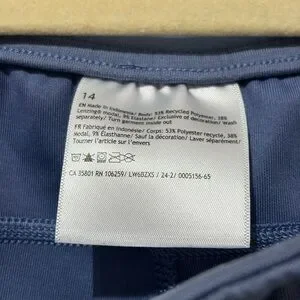 14
EN Made in Indonesia/ Body: 53% Recycled Polyester, 38%
Lenzing® modal, 9% Elastane/ Exclusive of decoration/ Wash
separately/ Turn garment inside out
FR Fabriqué en Indonésie/ Corps: 53% Polyester recycle, 38%
Modal, 9% Élasthanne/ Sauf la décoration/ Laver séparément/
Tourner l'article sur l'envers
CA 35801 RN 106259/ LW6BZXS / 24-2/ 0005156-65